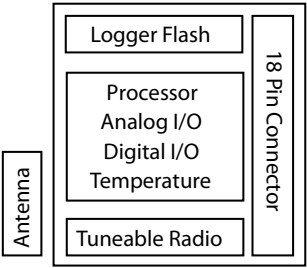 Logger Flash
Processor
Analog I/O
Digital I/O
Temperature
Tuneable Radio
18 Pin Connector
Antenna